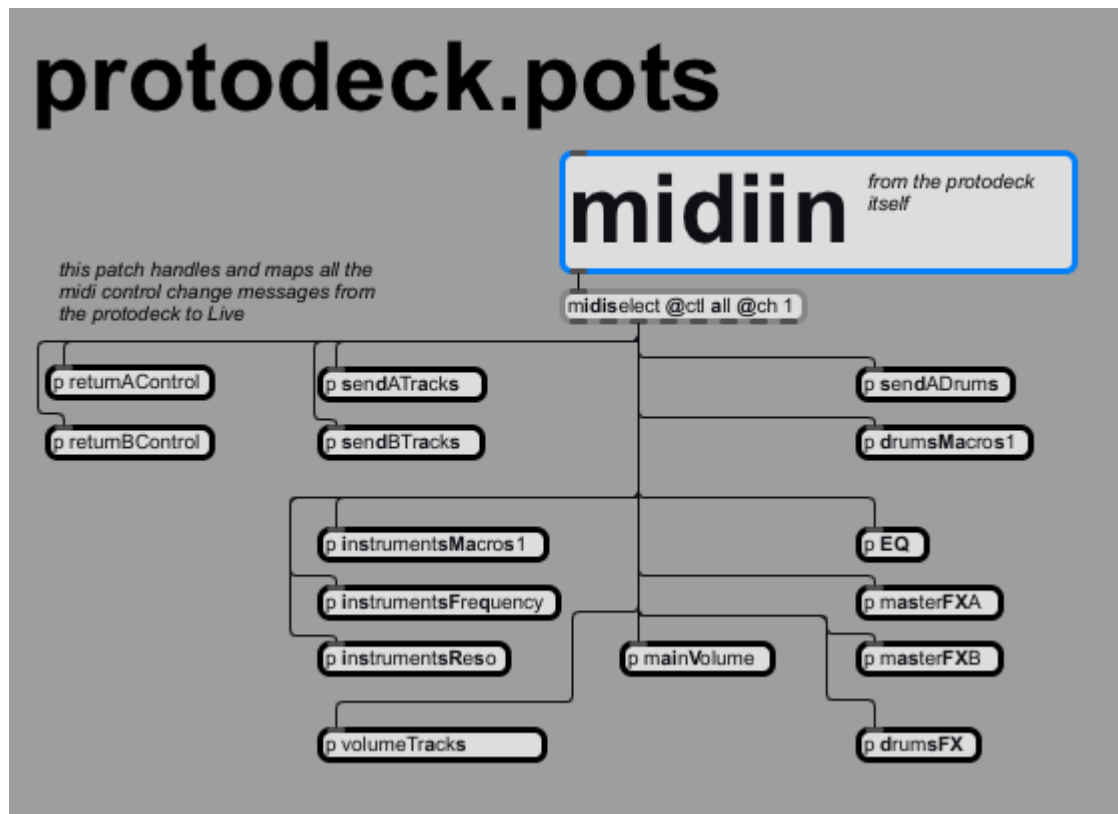 protodeck.pots
midiin
from the protodeck
itself
this patch handles and maps all the
midi control change messages from
the protodeck to Live
midiselect @ctl all @ch 1
p returnAControl
p sendATracks
p sendADrums
p returnBControl
p sendBTracks
p drumsMacros1
p instrumentsMacros1
p EQ
p instrumentsFrequency
p masterFXA
p instrumentsReso
p mainVolume
p masterFXB
p volumeTracks
p drumsFX